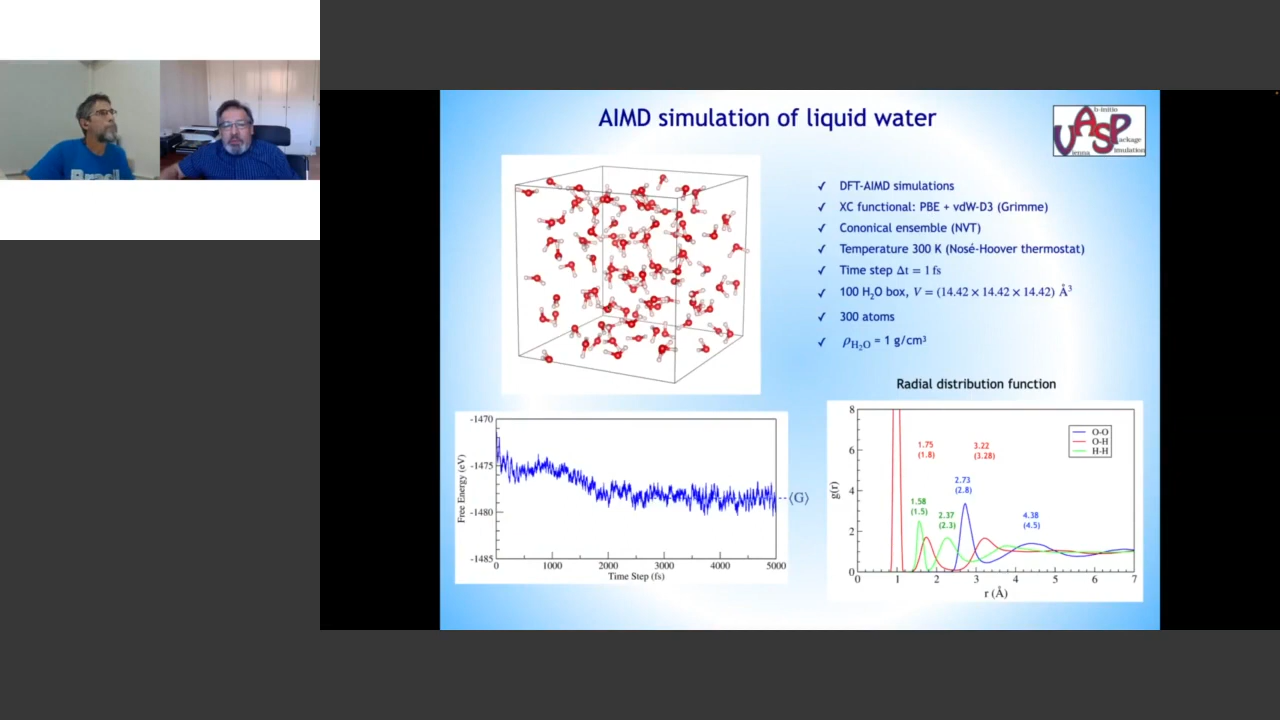 AIMD simulation of liquid water
b-initio
VASP
ackage
ienna
imulation
✓ DFT-AIMD simulations
✓ XC functional: PBE + vdW-D3 (Grimme)
✓ Cononical ensemble (NVT)
✓ Temperature 300 K (Nosé-Hoover thermostat)
✓ Time step Δt = 1 fs
✓ 100 H₂O box, V = (14.42 × 14.42 × 14.42) Å³
✓ 300 atoms
✓ ρH₂O = 1 g/cm³
Radial distribution function
-1470
-1475
-1480
-1485
Free Energy (eV)
0 1000 2000 3000 4000 5000
Time Step (fs)
⟨G⟩
8
6
4
2
0
g(r)
O-O
O-H
H-H
1.75
(1.8)
3.22
(3.28)
2.73
(2.8)
1.58
(1.5)
2.37
(2.3)
4.38
(4.5)
0 1 2 3 4 5 6 7
r (Å)